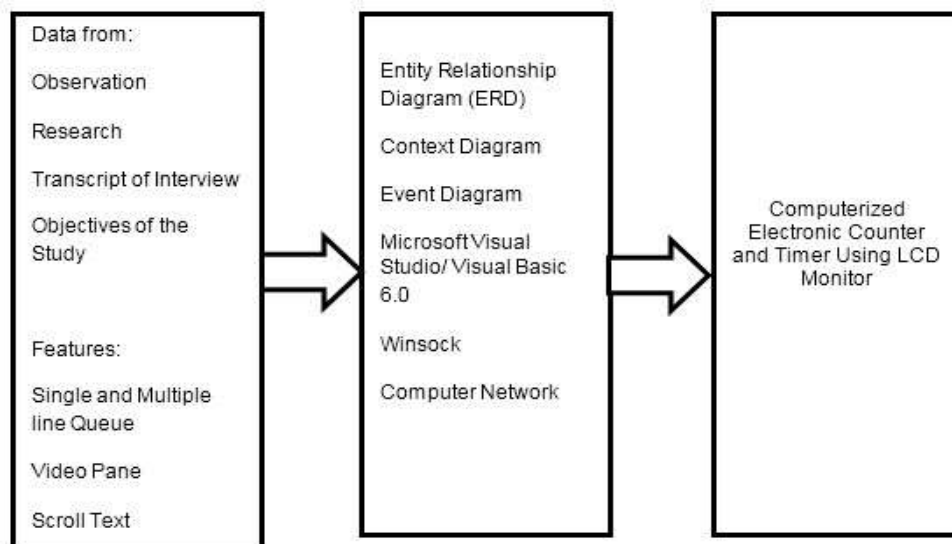 Data from:
Observation
Research
Transcript of Interview
Objectives of the
Study
Features:
Single and Multiple
line Queue
Video Pane
Scroll Text
Entity Relationship
Diagram (ERD)
Context Diagram
Event Diagram
Microsoft Visual
Studio/ Visual Basic
6.0
Winsock
Computer Network
Computerized
Electronic Counter
and Timer Using LCD
Monitor